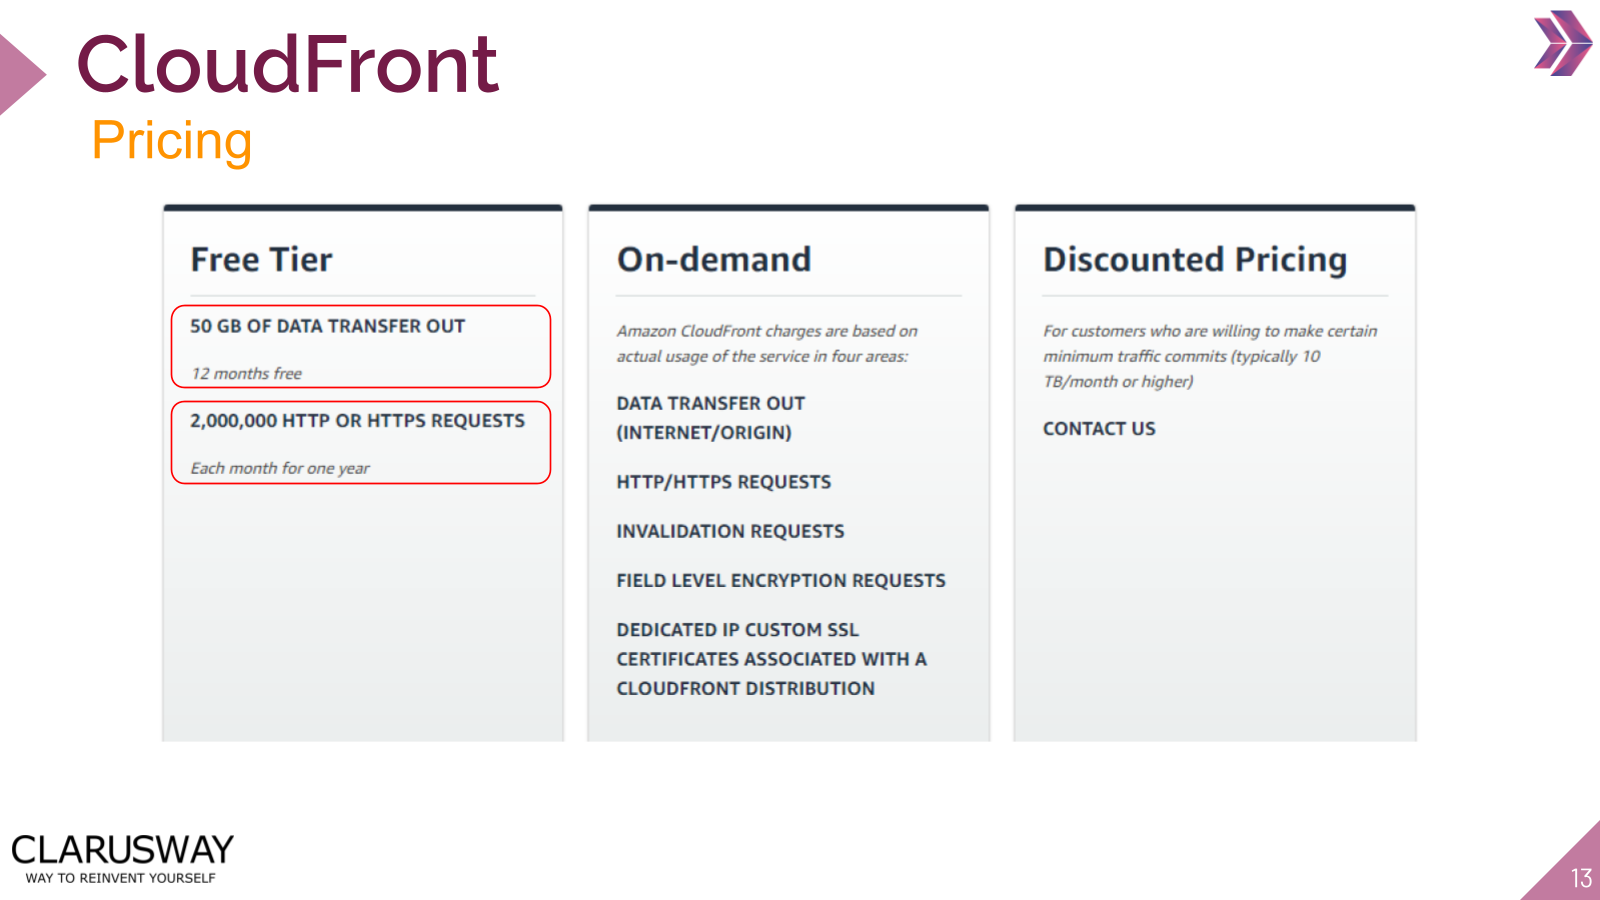 CloudFront
Pricing
Free Tier
50 GB OF DATA TRANSFER OUT
12 months free
2,000,000 HTTP OR HTTPS REQUESTS
Each month for one year
On-demand
Amazon CloudFront charges are based on
actual usage of the service in four areas:
DATA TRANSFER OUT
(INTERNET/ORIGIN)
HTTP/HTTPS REQUESTS
INVALIDATION REQUESTS
FIELD LEVEL ENCRYPTION REQUESTS
DEDICATED IP CUSTOM SSL
CERTIFICATES ASSOCIATED WITH A
CLOUDFRONT DISTRIBUTION
Discounted Pricing
For customers who are willing to make certain
minimum traffic commits (typically 10
TB/month or higher)
CONTACT US
CLARUSWAY
WAY TO REINVENT YOURSELF
13